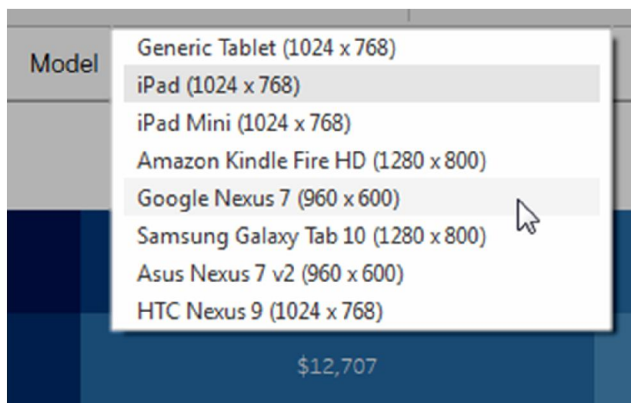 Model
Generic Tablet (1024 x 768)
iPad (1024 x 768)
iPad Mini (1024 x 768)
Amazon Kindle Fire HD (1280 x 800)
Google Nexus 7 (960 x 600)
Samsung Galaxy Tab 10 (1280 x 800)
Asus Nexus 7 v2 (960 x 600)
HTC Nexus 9 (1024 x 768)
$12,707